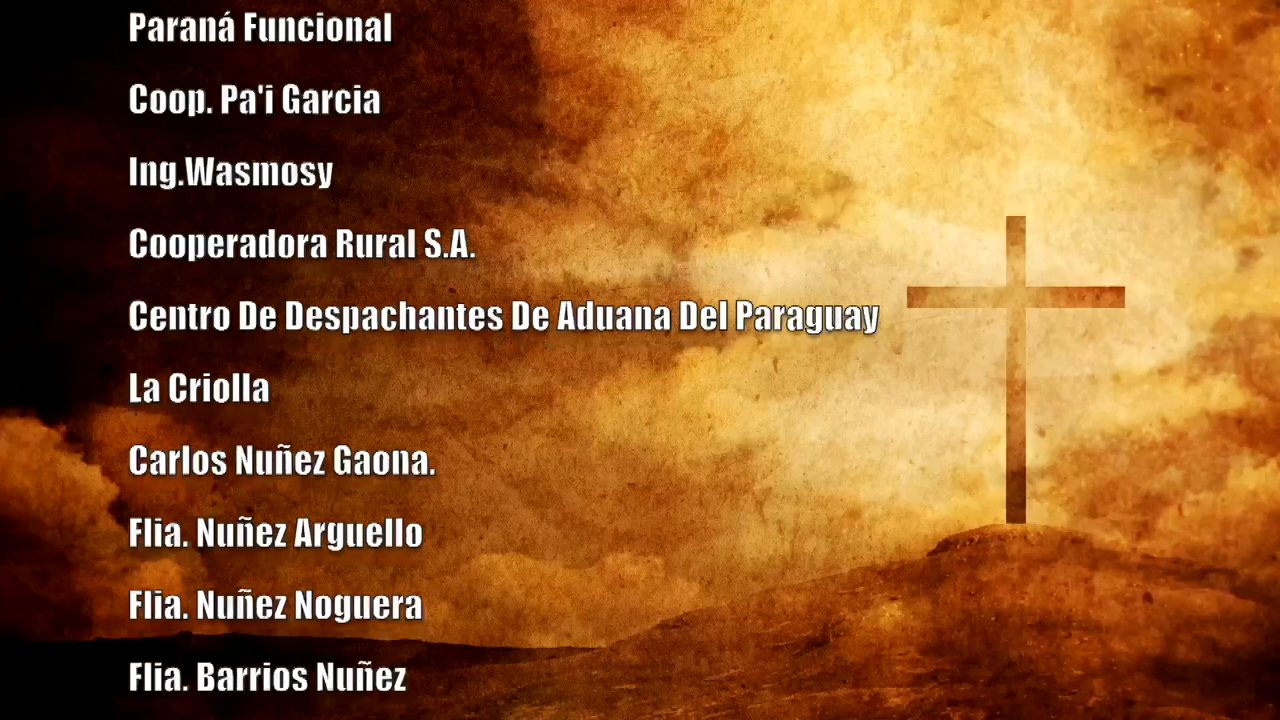 Paraná Funcional
Coop. Pa'i Garcia
Ing.Wasmosy
Cooperadora Rural S.A.
Centro De Despachantes De Aduana Del Paraguay
La Criolla
Carlos Nuñez Gaona.
Flia. Nuñez Arguello
Flia. Nuñez Noguera
Flia. Barrios Nuñez